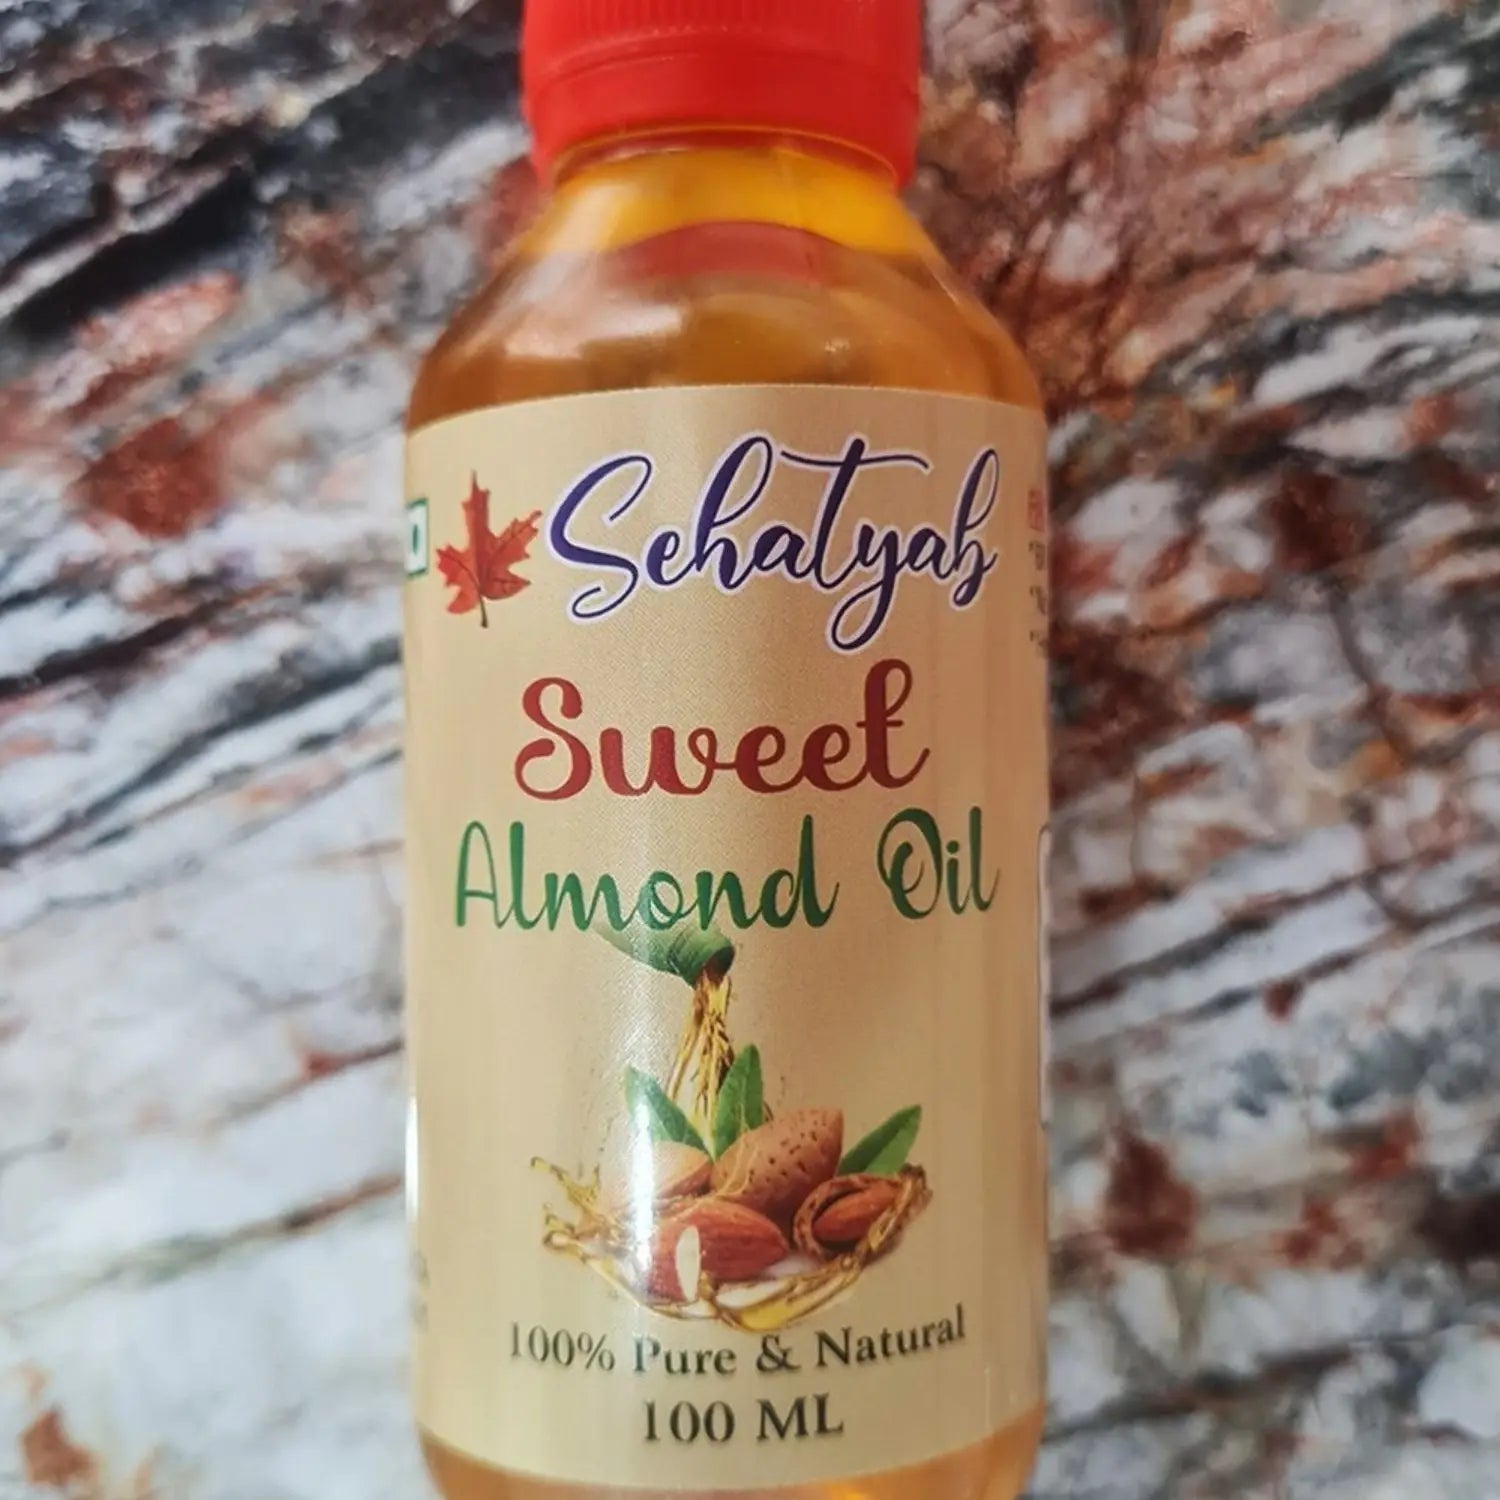 Sehatyab
Sweet
Almond Oil
100% Pure & Natural
100 ML